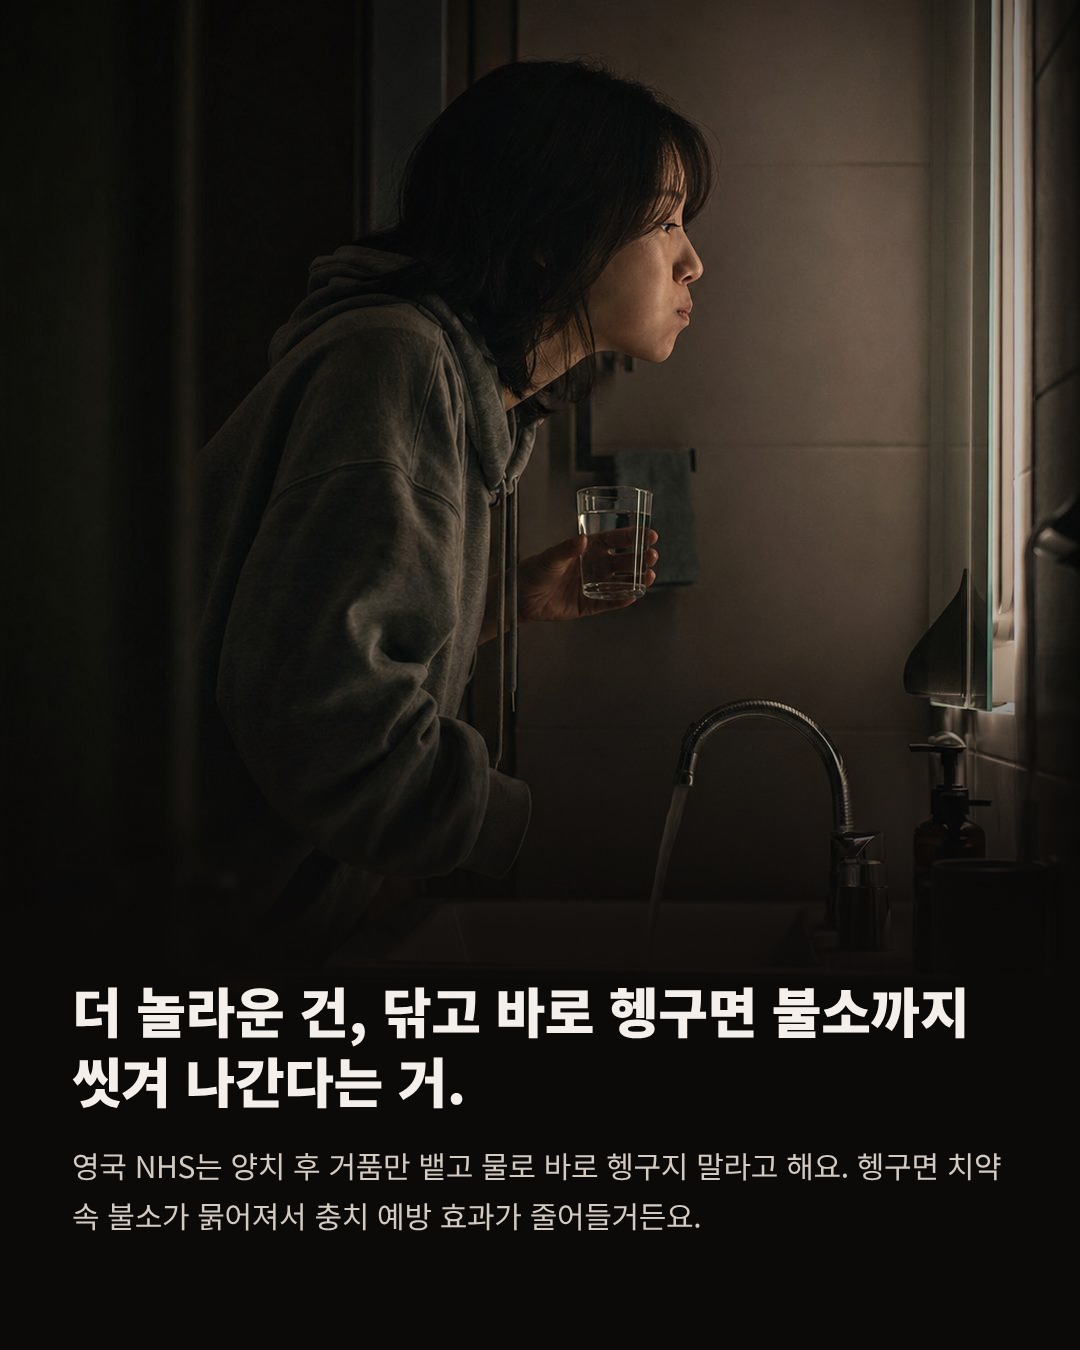 더 놀라운 건, 닦고 바로 헹구면 불소까지
씻겨 나간다는 거.
영국 NHS는 양치 후 거품만 뱉고 물로 바로 헹구지 말라고 해요. 헹구면 치약
속 불소가 묽어져서 충치 예방 효과가 줄어들거든요.